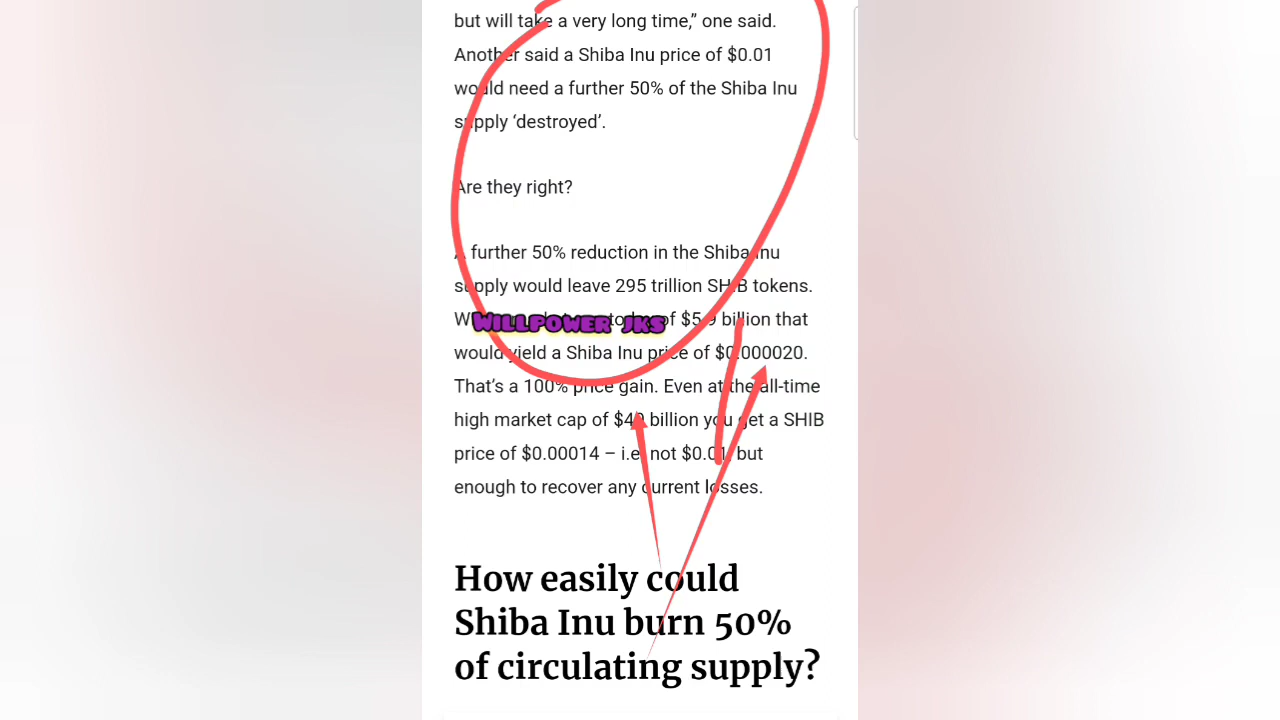 but will take a very long time,” one said.
Another said a Shiba Inu price of $0.01
would need a further 50% of the Shiba Inu
supply ‘destroyed’.
Are they right?
A further 50% reduction in the Shiba Inu
supply would leave 295 trillion SHIB tokens.
of $5.9 billion that
WILLPOWER JKS
would yield a Shiba Inu price of $0.000020.
That’s a 100% price gain. Even at the all-time
high market cap of billion you get a SHIB
price of $0.00014 – i.e. not $0.01, but
enough to recover any current losses.
How easily could
Shiba Inu burn 50%
of circulating supply?